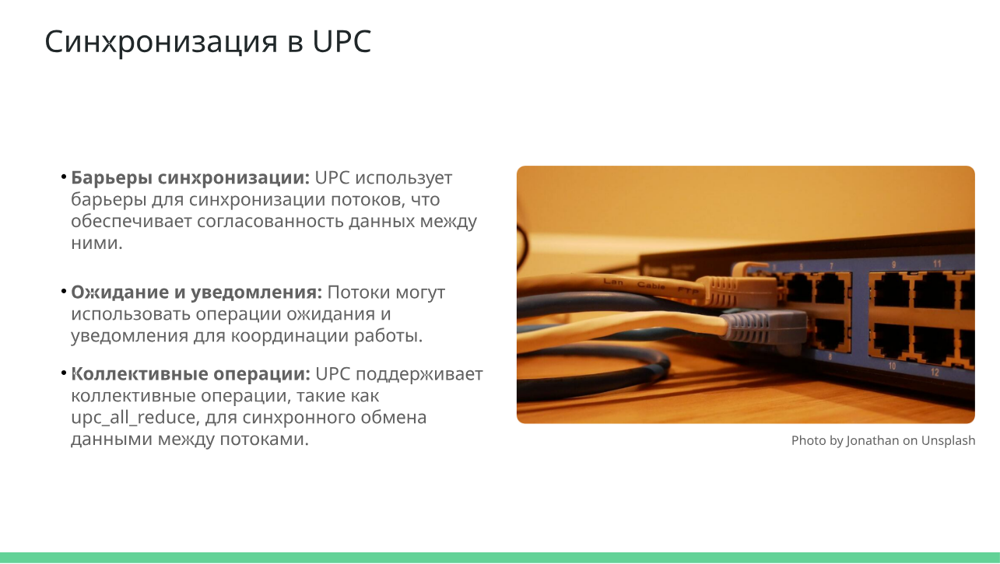 Синхронизация в UPC
• Барьеры синхронизации: UPC использует
барьеры для синхронизации потоков, что
обеспечивает согласованность данных между
ними.
• Ожидание и уведомления: Потоки могут
использовать операции ожидания и
уведомления для координации работы.
• Коллективные операции: UPC поддерживает
коллективные операции, такие как
upc_all_reduce, для синхронного обмена
данными между потоками.
Lan Cable FTP
7 9 11
8 10 12
Photo by Jonathan on Unsplash